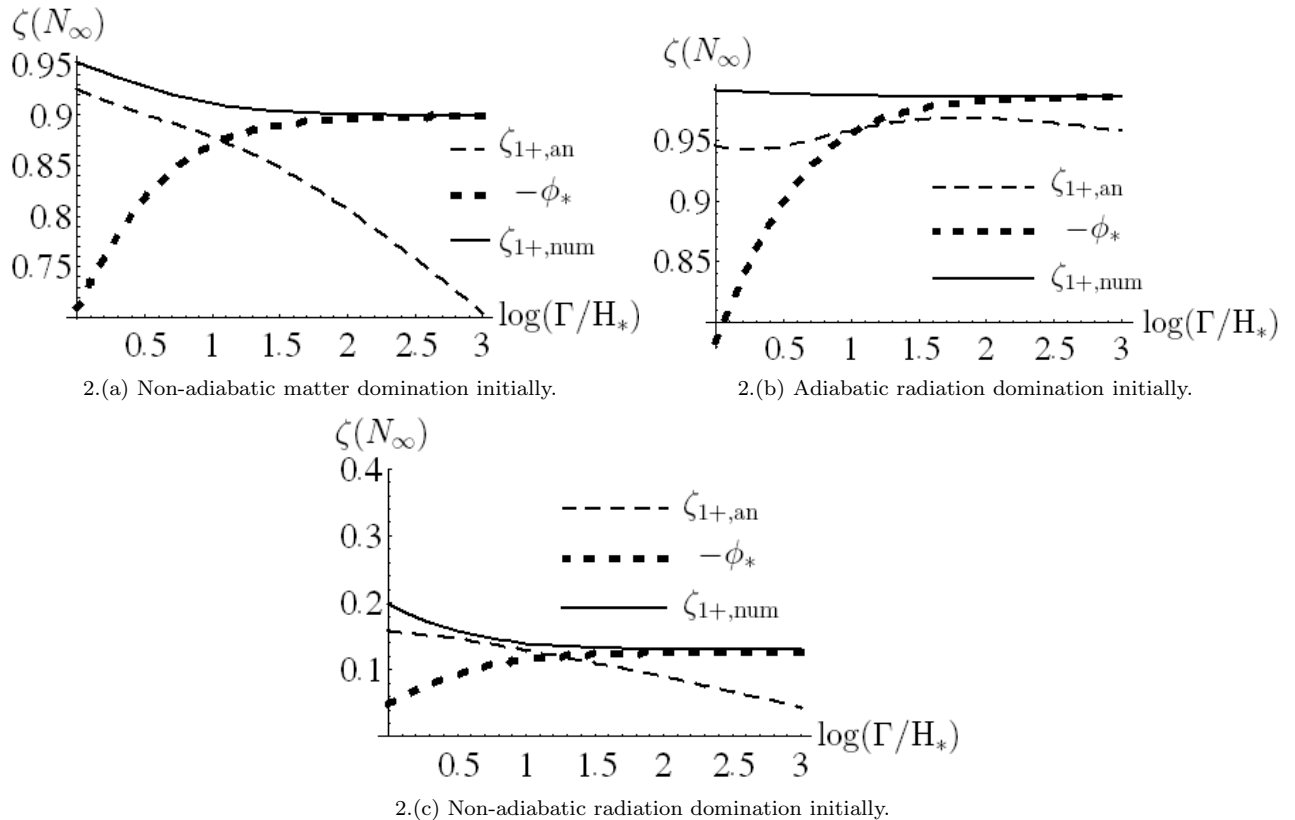 ζ(N∞)
0.95
0.9
0.85
0.8
0.75
ζ1+,an
−ϕ*
ζ1+,num
log(Γ/H*)
0.5 1 1.5 2 2.5 3
2.(a) Non-adiabatic matter domination initially.
ζ(N∞)
0.95
0.9
0.85
ζ1+,an
−ϕ*
ζ1+,num
log(Γ/H*)
0.5 1 1.5 2 2.5 3
2.(b) Adiabatic radiation domination initially.
ζ(N∞)
0.4
0.3
0.2
0.1
ζ1+,an
−ϕ*
ζ1+,num
log(Γ/H*)
0.5 1 1.5 2 2.5 3
2.(c) Non-adiabatic radiation domination initially.